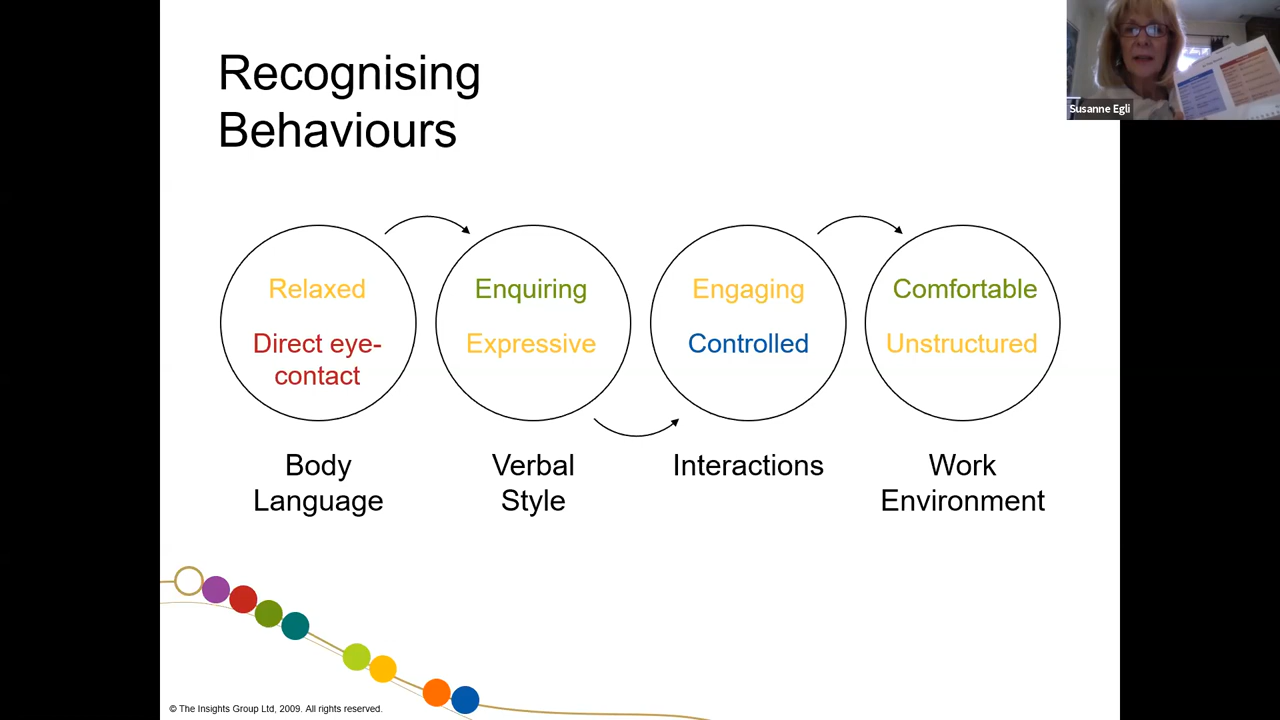 Recognising
Behaviours
Susanne Egli
Relaxed
Direct eye-
contact
Enquiring
Expressive
Engaging
Controlled
Comfortable
Unstructured
Body
Language
Verbal
Style
Interactions
Work
Environment
© The Insights Group Ltd, 2009. All rights reserved.